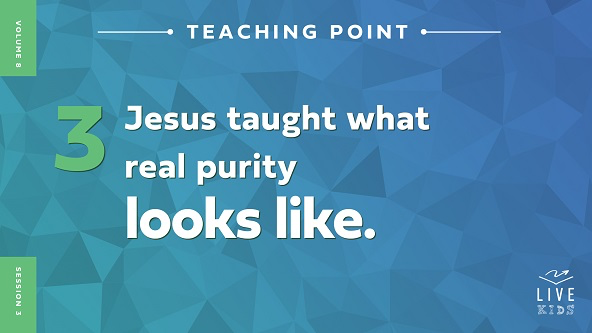 VOLUME 8
TEACHING POINT
3
Jesus taught what
real purity
looks like.
SESSION 3
LIVE
KIDS